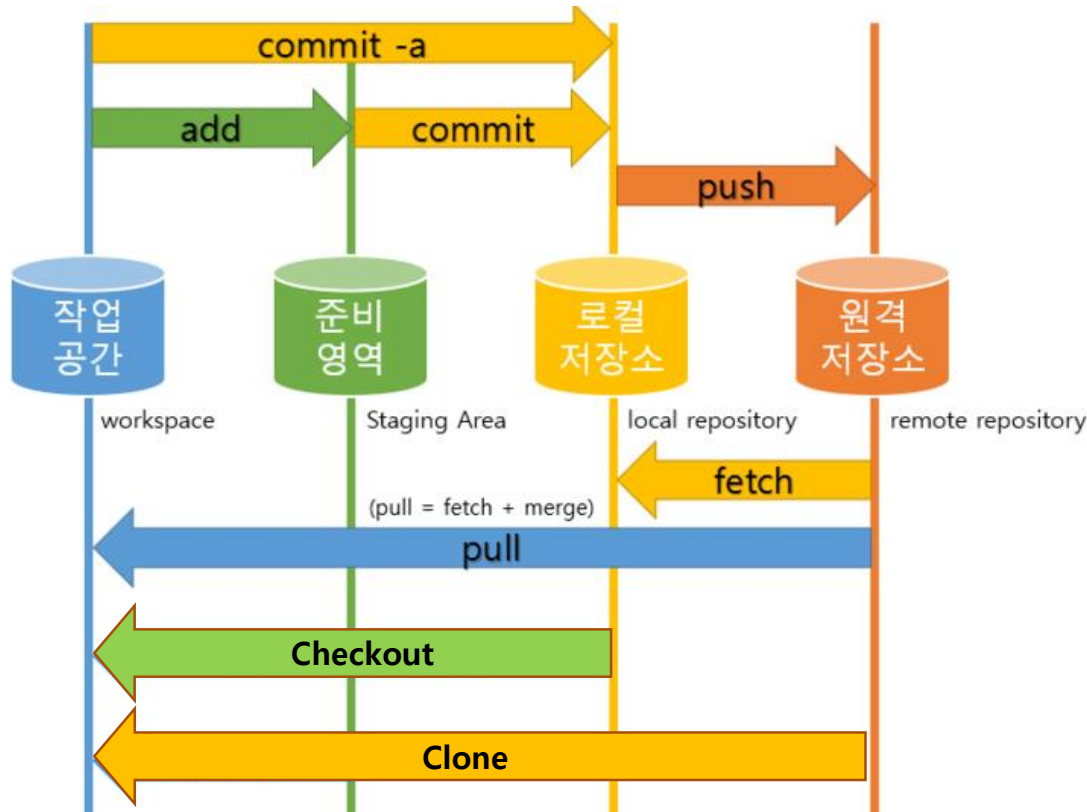 commit -a
add
commit
push
작업
공간
준비
영역
로컬
저장소
원격
저장소
workspace
Staging Area
local repository
remote repository
fetch
(pull = fetch + merge)
pull
Checkout
Clone